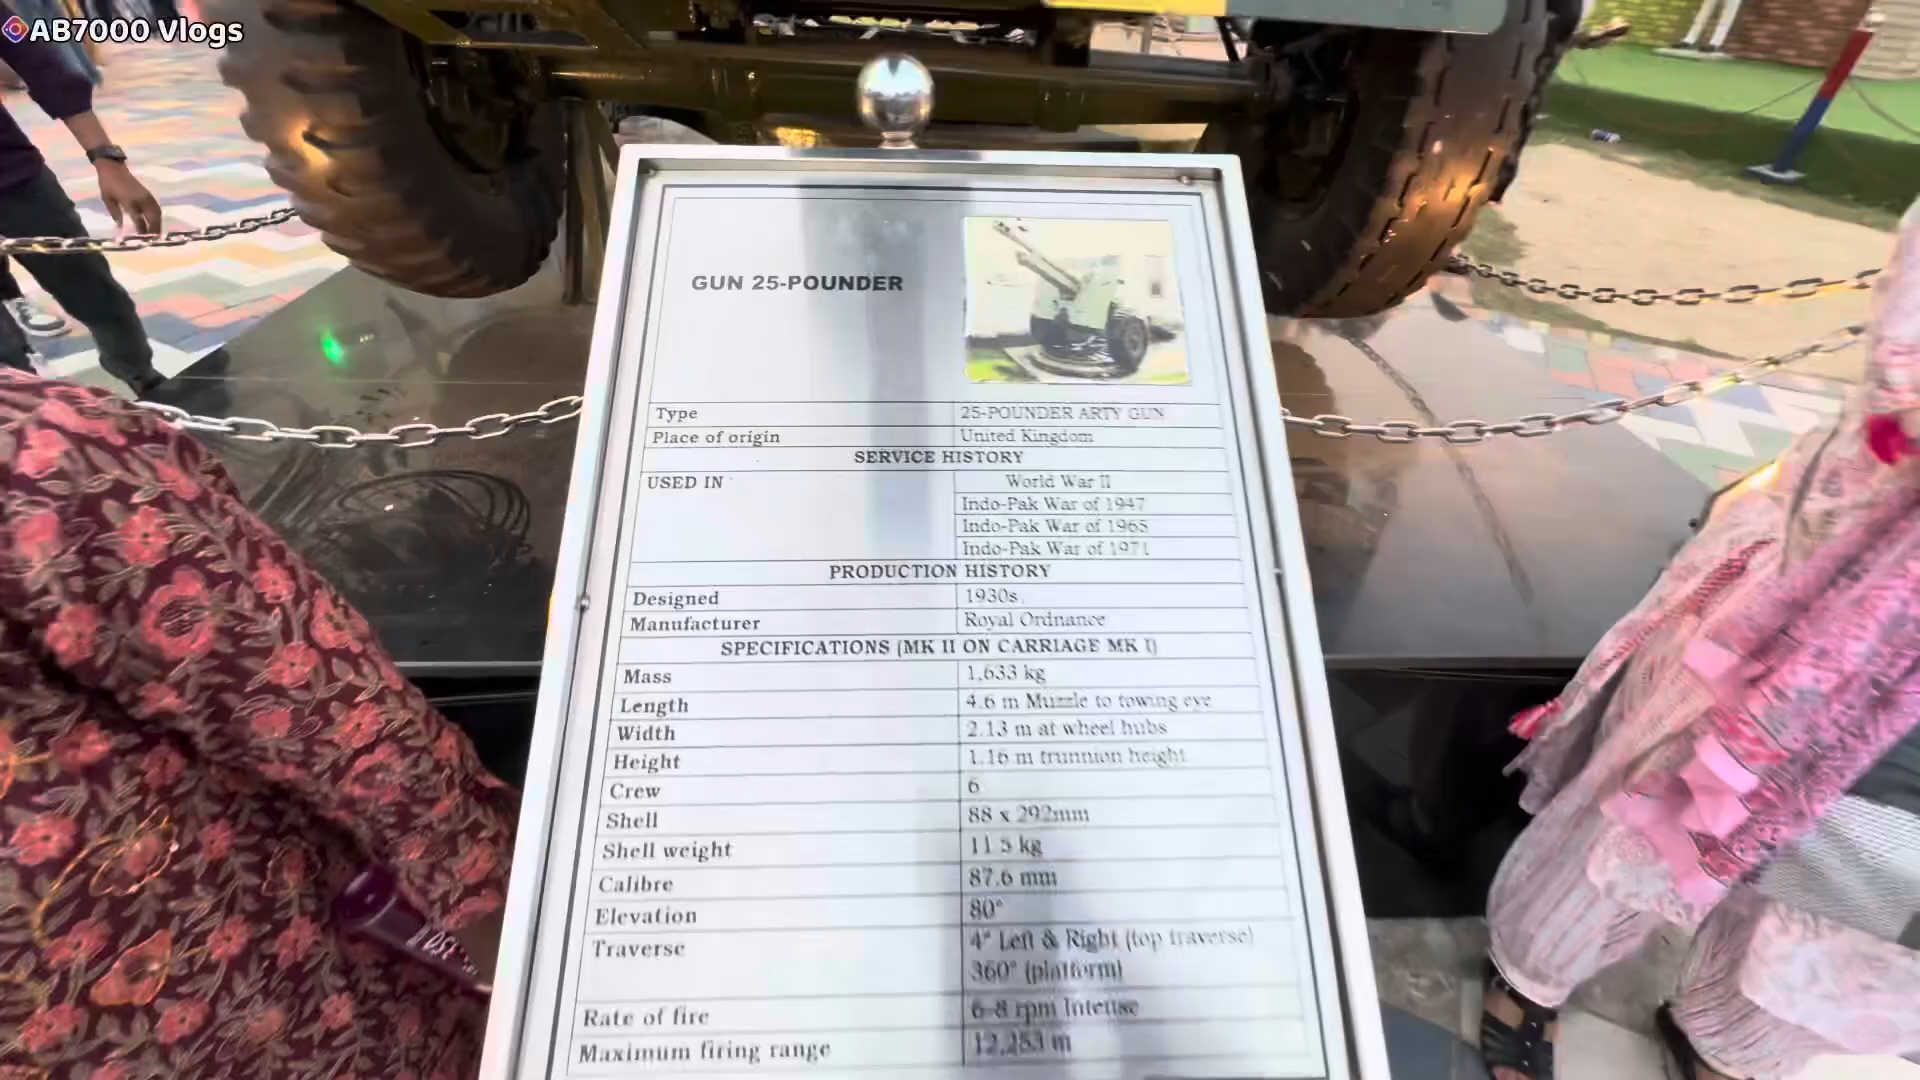 AB7000 Vlogs
GUN 25-POUNDER
Type 25-POUNDER ARTY GUN
Place of origin United Kingdom
SERVICE HISTORY
USED IN World War II
Indo-Pak War of 1947
Indo-Pak War of 1965
Indo-Pak War of 1971
PRODUCTION HISTORY
Designed 1930s.
Manufacturer Royal Ordnance
SPECIFICATIONS (MK II ON CARRIAGE MK I)
Mass 1,633 kg
Length 4.6 m Muzzle to towing eye
Width 2.13 m at wheel hubs
Height 1.16 m trunnion height
Crew 6
Shell 88 x 292mm
Shell weight 11.5 kg
Calibre 87.6 mm
Elevation 80°
Traverse 4° Left & Right (top traverse)
360° (platform)
Rate of fire 6-8 rpm Intense
Maximum firing range 12,253 m